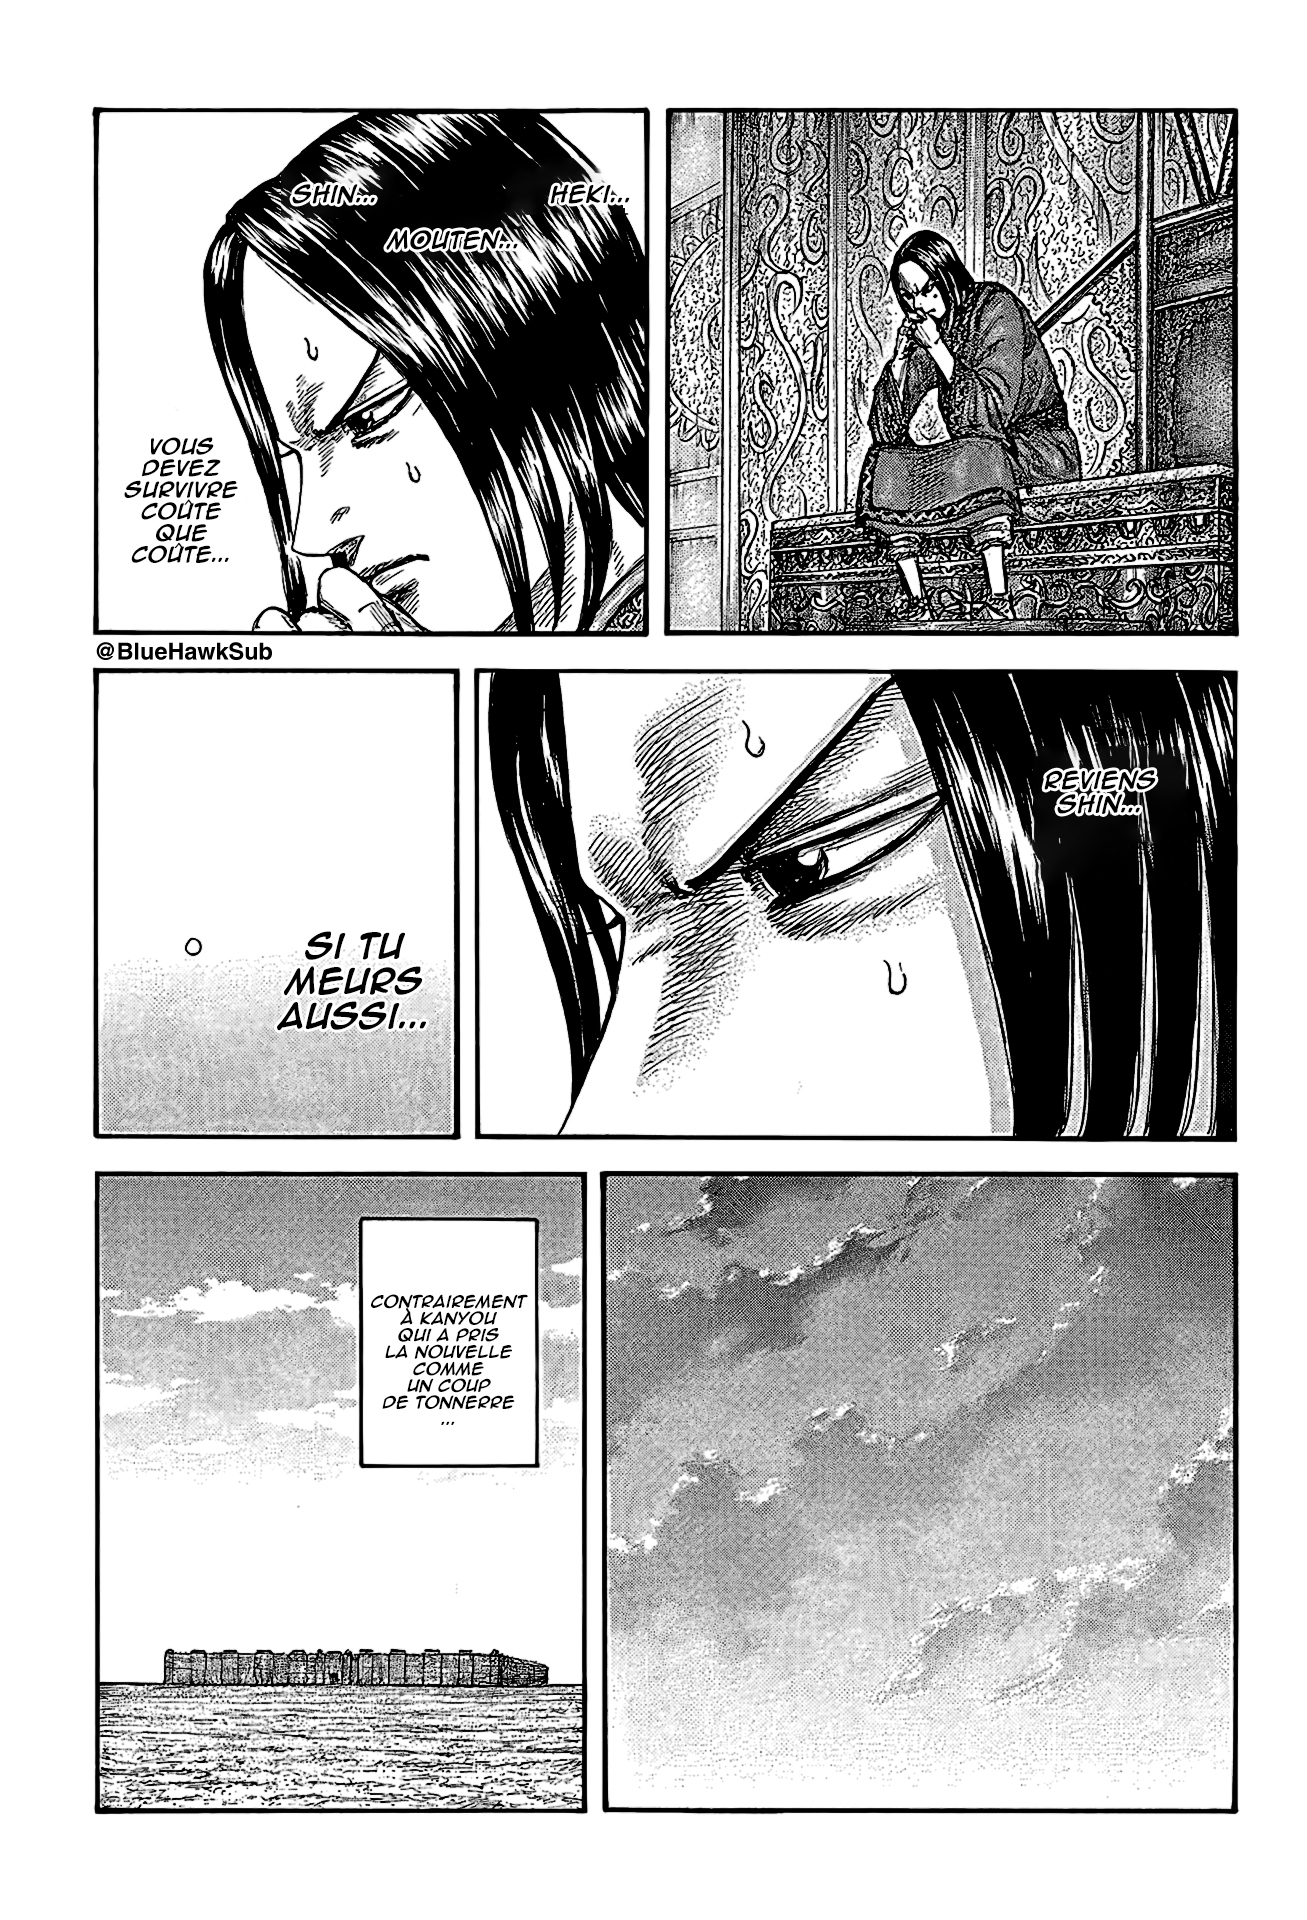 HEKI...
SHIN...
MOUTEN...
VOUS
DEVEZ
SURVIVRE
COÛTE
QUE
COÛTE...
@BlueHawkSub
REVIENS
SHIN...
SI TU
MEURS
AUSSI...
CONTRAIREMENT
À KANYOU
QUI A PRIS
LA NOUVELLE
COMME
UN COUP
DE TONNERRE
...